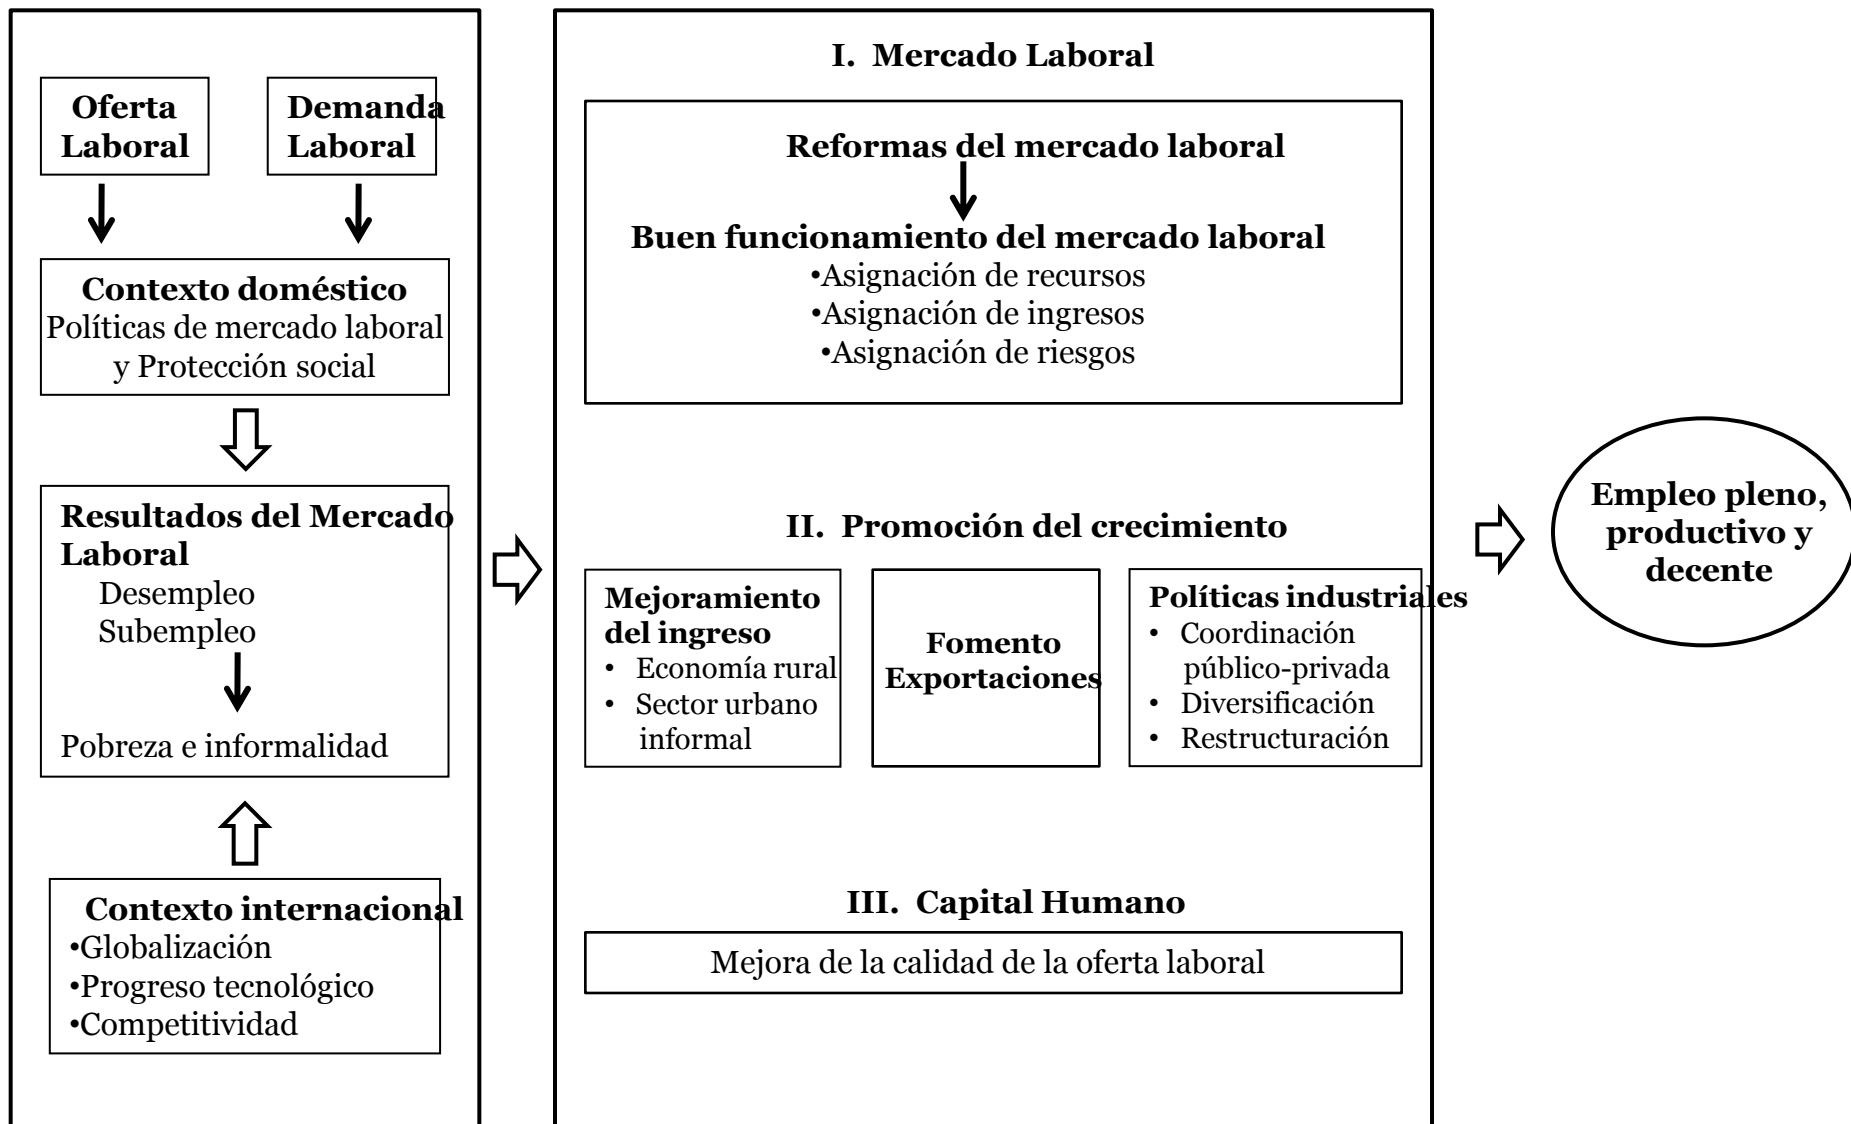 Oferta
Laboral
Demanda
Laboral
Contexto doméstico
Políticas de mercado laboral
y Protección social
Resultados del Mercado
Laboral
Desempleo
Subempleo
Pobreza e informalidad
Contexto internacional
•Globalización
•Progreso tecnológico
•Competitividad
I. Mercado Laboral
Reformas del mercado laboral
Buen funcionamiento del mercado laboral
•Asignación de recursos
•Asignación de ingresos
•Asignación de riesgos
II. Promoción del crecimiento
Mejoramiento
del ingreso
• Economía rural
• Sector urbano
informal
Fomento
Exportaciones
Políticas industriales
• Coordinación
público-privada
• Diversificación
• Restructuración
III. Capital Humano
Mejora de la calidad de la oferta laboral
Empleo pleno,
productivo y
decente